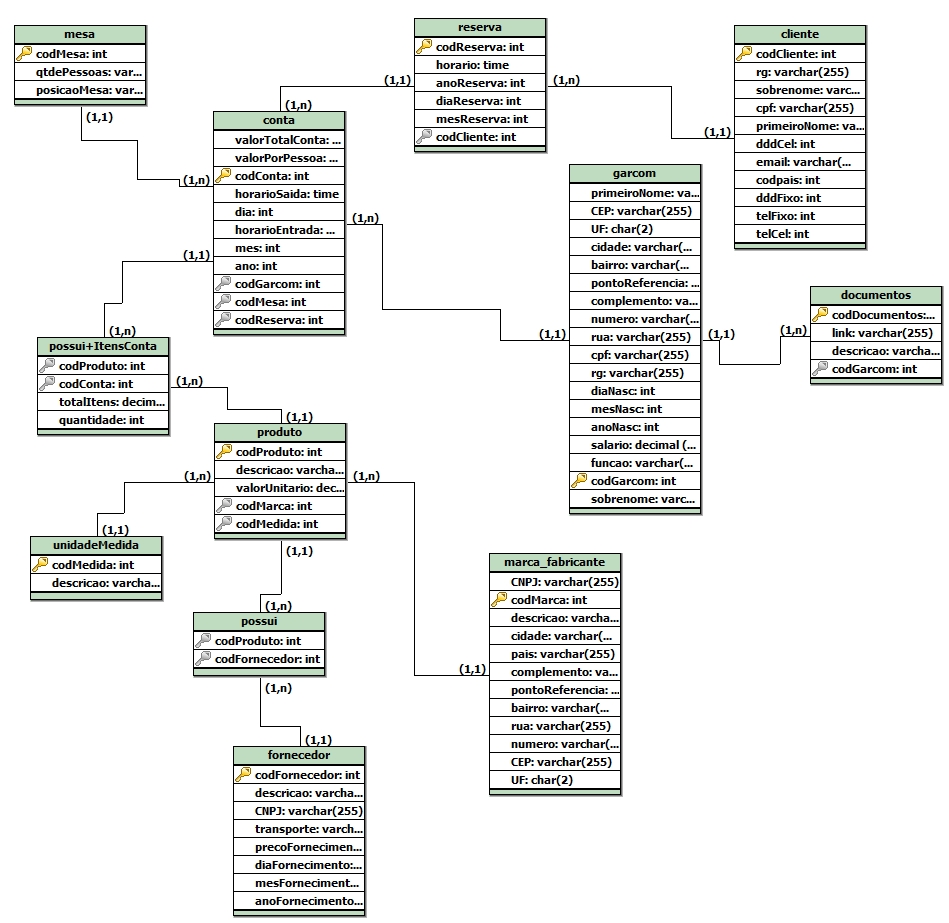 mesa
codMesa: int
qtdePessoas: var...
posicaoMesa: var...
(1,1)
(1,n)
reserva
codReserva: int
horario: time
anoReserva: int
diaReserva: int
mesReserva: int
codCliente: int
(1,1)
(1,n)
(1,n)
(1,1)
cliente
codCliente: int
rg: varchar(255)
sobrenome: varc...
cpf: varchar(255)
primeiroNome: va...
dddCel: int
email: varchar(...
codpais: int
dddFixo: int
telFixo: int
telCel: int
conta
valorTotalConta: ...
valorPorPessoa: ...
codConta: int
horarioSaida: time
dia: int
horarioEntrada: ...
mes: int
ano: int
codGarcom: int
codMesa: int
codReserva: int
(1,n)
(1,1)
(1,1)
(1,n)
garcom
primeiroNome: va...
CEP: varchar(255)
UF: char(2)
cidade: varchar(...
bairro: varchar(...
pontoReferencia: ...
complemento: va...
numero: varchar(...
rua: varchar(255)
cpf: varchar(255)
rg: varchar(255)
diaNasc: int
mesNasc: int
anoNasc: int
salario: decimal (...
funcao: varchar(...
codGarcom: int
sobrenome: varc...
(1,1)
(1,n)
documentos
codDocumentos:...
link: varchar(255)
descricao: varcha...
codGarcom: int
possui+ItensConta
codProduto: int
codConta: int
totalItens: decim...
quantidade: int
(1,n)
(1,1)
produto
codProduto: int
descricao: varcha...
valorUnitario: dec...
codMarca: int
codMedida: int
(1,n)
(1,1)
(1,n)
(1,1)
unidadeMedida
codMedida: int
descricao: varcha...
(1,1)
(1,n)
possui
codProduto: int
codFornecedor: int
(1,n)
(1,1)
marca_fabricante
CNPJ: varchar(255)
codMarca: int
descricao: varcha...
cidade: varchar(...
pais: varchar(255)
complemento: va...
pontoReferencia: ...
bairro: varchar(...
rua: varchar(255)
numero: varchar(...
CEP: varchar(255)
UF: char(2)
fornecedor
codFornecedor: int
descricao: varcha...
CNPJ: varchar(255)
transporte: varch...
precoFornecimen...
diaFornecimento:...
mesForneciment...
anoFornecimento...